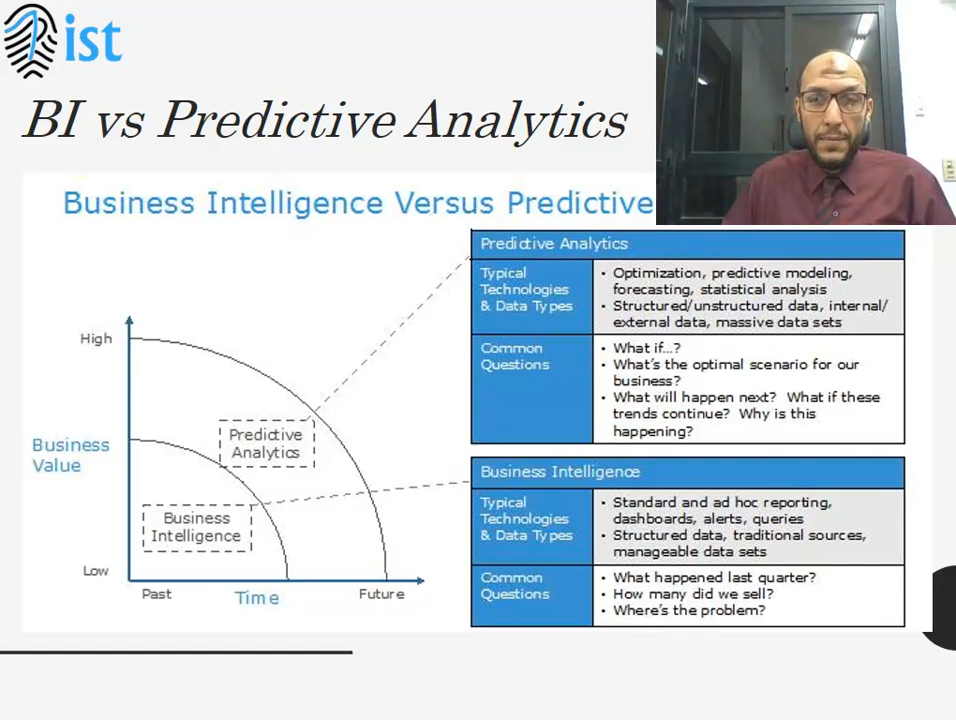 ist
BI vs Predictive Analytics
Business Intelligence Versus Predictive
High
Business
Value
Low
Past
Time
Future
Predictive
Analytics
Business
Intelligence
Predictive Analytics
Typical
Technologies
& Data Types
• Optimization, predictive modeling,
forecasting, statistical analysis
• Structured/unstructured data, internal/
external data, massive data sets
Common
Questions
• What if…?
• What's the optimal scenario for our
business?
• What will happen next? What if these
trends continue? Why is this
happening?
Business Intelligence
Typical
Technologies
& Data Types
• Standard and ad hoc reporting,
dashboards, alerts, queries
• Structured data, traditional sources,
manageable data sets
Common
Questions
• What happened last quarter?
• How many did we sell?
• Where's the problem?